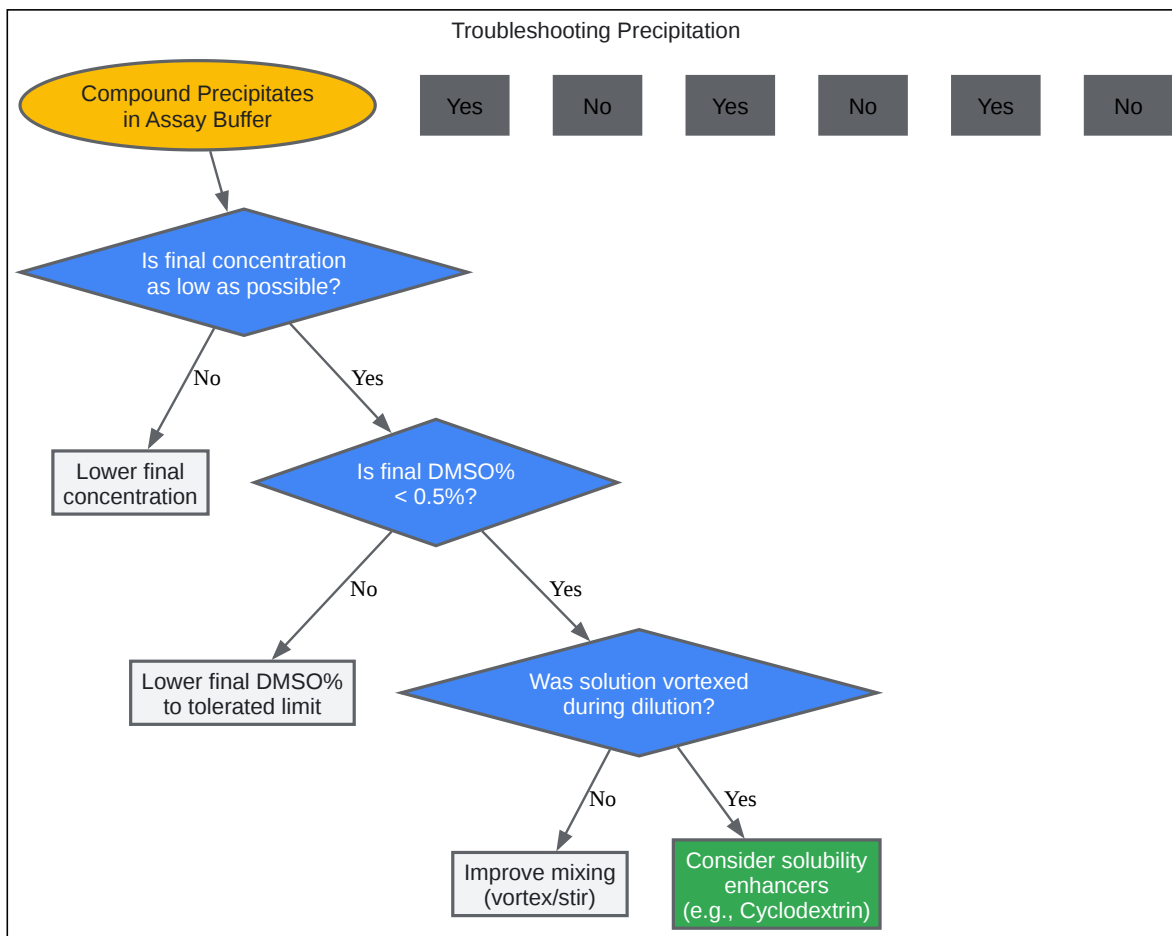 Troubleshooting Precipitation
Compound Precipitates
in Assay Buffer
Yes
No
Yes
No
Yes
No
Is final concentration
as low as possible?
No
Yes
Lower final
concentration
Is final DMSO%
< 0.5%?
No
Yes
Lower final DMSO%
to tolerated limit
Was solution vortexed
during dilution?
No
Yes
Improve mixing
(vortex/stir)
Consider solubility
enhancers
(e.g., Cyclodextrin)